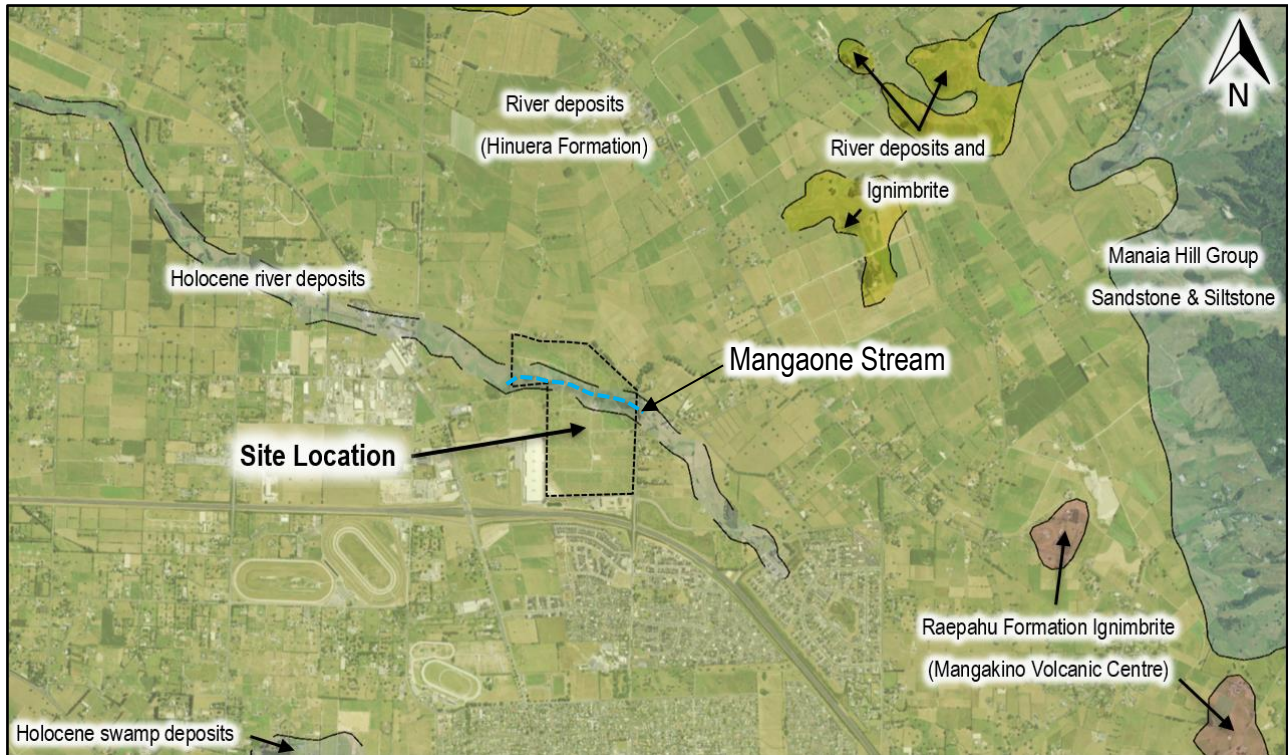 N
River deposits
(Hinuera Formation)
River deposits and
Ignimbrite
Manaia Hill Group
Sandstone & Siltstone
Holocene river deposits
Mangaone Stream
Site Location
Raepahu Formation Ignimbrite
(Mangakino Volcanic Centre)
Holocene swamp deposits